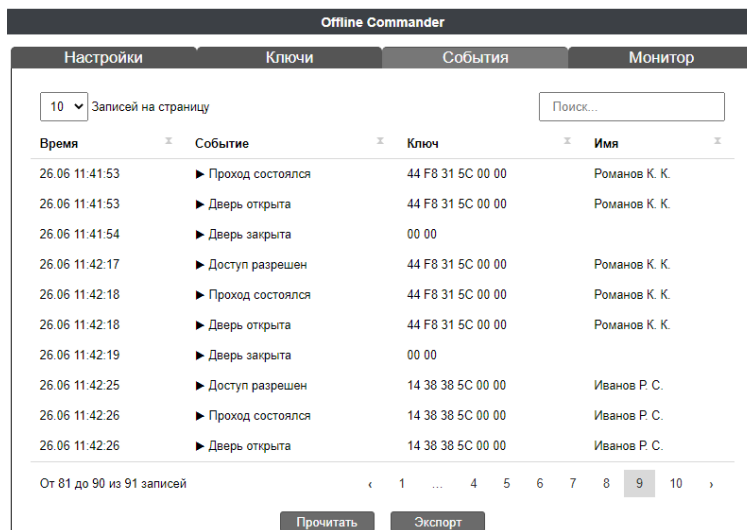 Offline Commander
Настройки Ключи События Монитор
10 Записей на страницу Поиск...
Время Событие Ключ Имя
26.06 11:41:53 ▶ Проход состоялся 44 F8 31 5C 00 00 Романов К. К.
26.06 11:41:53 ▶ Дверь открыта 44 F8 31 5C 00 00 Романов К. К.
26.06 11:41:54 ▶ Дверь закрыта 00 00
26.06 11:42:17 ▶ Доступ разрешен 44 F8 31 5C 00 00 Романов К. К.
26.06 11:42:18 ▶ Проход состоялся 44 F8 31 5C 00 00 Романов К. К.
26.06 11:42:18 ▶ Дверь открыта 44 F8 31 5C 00 00 Романов К. К.
26.06 11:42:19 ▶ Дверь закрыта 00 00
26.06 11:42:25 ▶ Доступ разрешен 14 38 38 5C 00 00 Иванов Р. С.
26.06 11:42:26 ▶ Проход состоялся 14 38 38 5C 00 00 Иванов Р. С.
26.06 11:42:26 ▶ Дверь открыта 14 38 38 5C 00 00 Иванов Р. С.
От 81 до 90 из 91 записей ‹ 1 ... 4 5 6 7 8 9 10 ›
Прочитать Экспорт